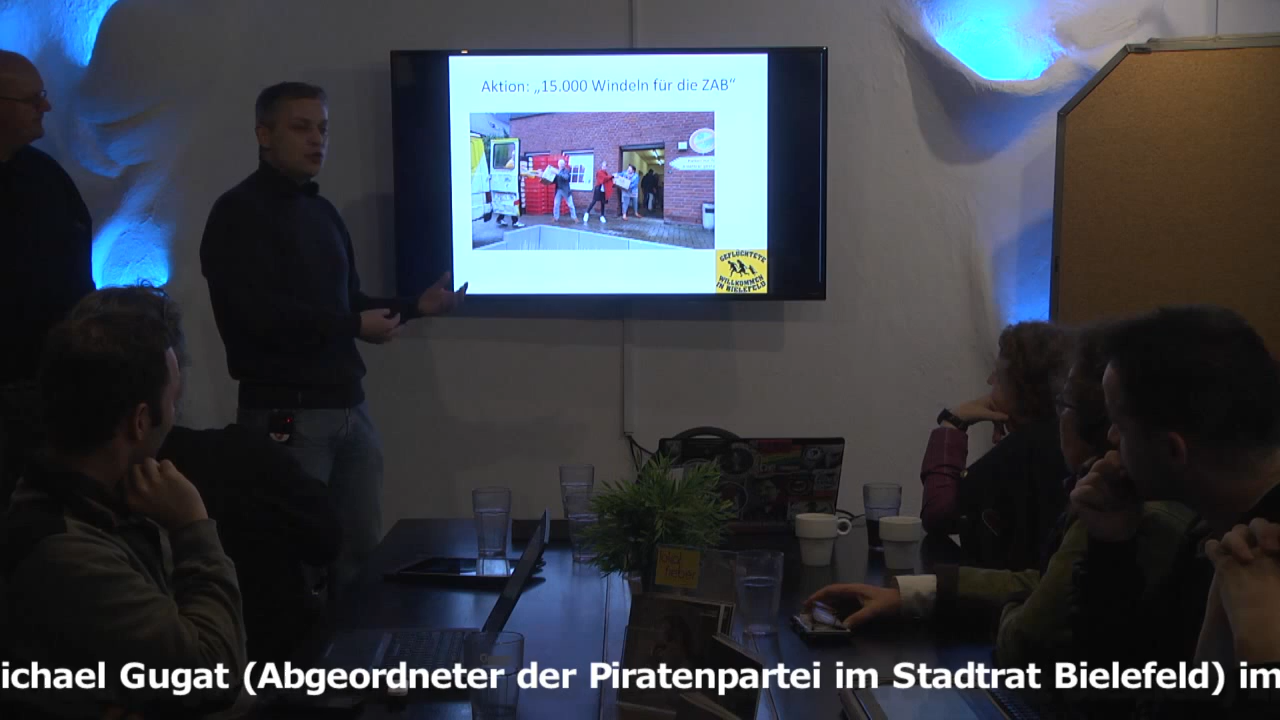 Aktion: „15.000 Windeln für die ZAB“
GEFLÜCHTETE
WILLKOMMEN
IN BIELEFELD
ichael Gugat (Abgeordneter der Piratenpartei im Stadtrat Bielefeld) im